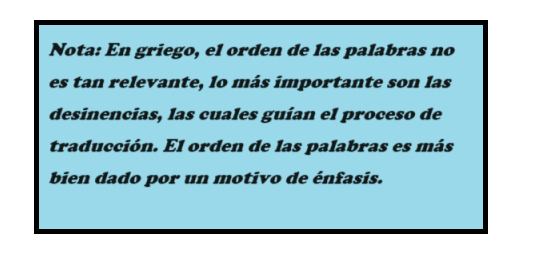 Nota: En griego, el orden de las palabras no
es tan relevante, lo más importante son las
desinencias, las cuales guían el proceso de
traducción. El orden de las palabras es más
bien dado por un motivo de énfasis.